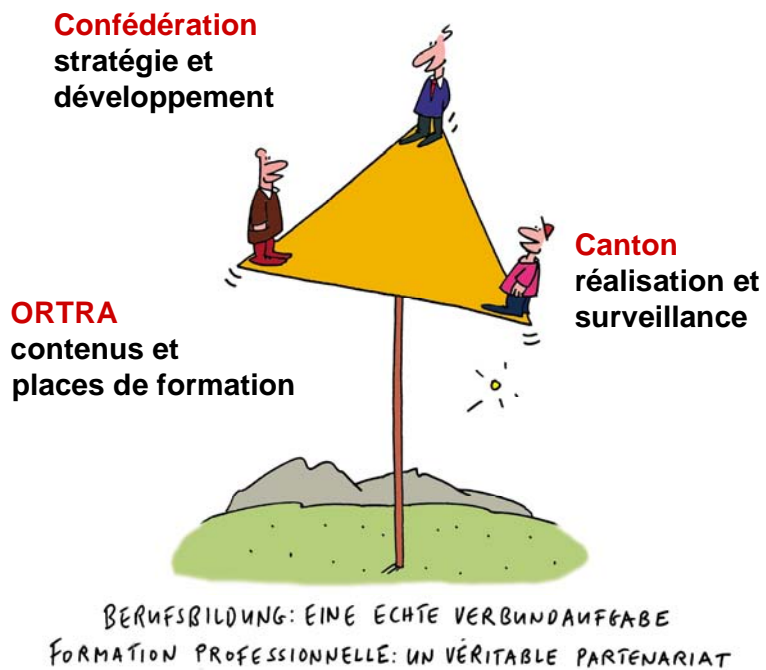 Confédération
stratégie et
développement
Canton
réalisation et
surveillance
ORTRA
contenus et
places de formation
BERUFSBILDUNG: EINE ECHTE VERBUNDAUFGABE
FORMATION PROFESSIONNELLE: UN VÉRITABLE PARTENARIAT